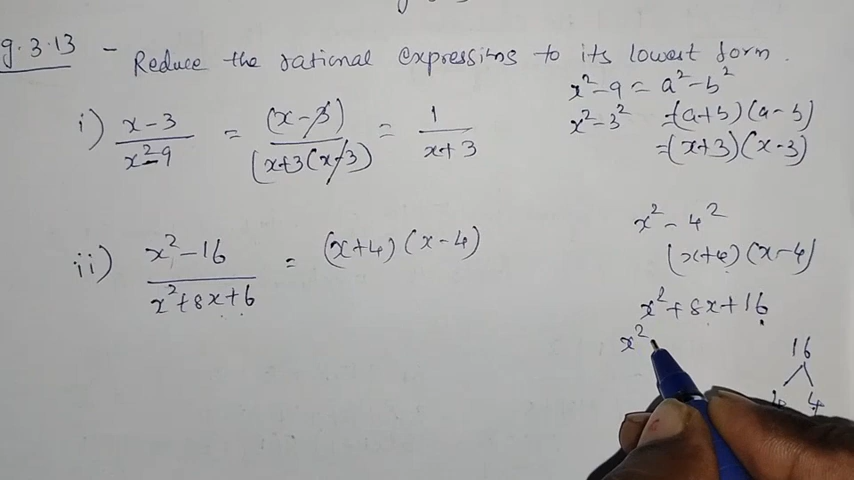 g.3.13 - Reduce the rational expressions to its lowest form.
x²-9 = a²-b²
i) x-3 / x²-9 = (x-3) / (x+3(x-3) = 1 / x+3
x²-3² =(a+b)(a-b)
=(x+3)(x-3)
ii) x²-16 / x²+8x+6 = (x+4)(x-4)
x²-4²
(x+4)(x-4)
x²+8x+16
x²
16
4 4